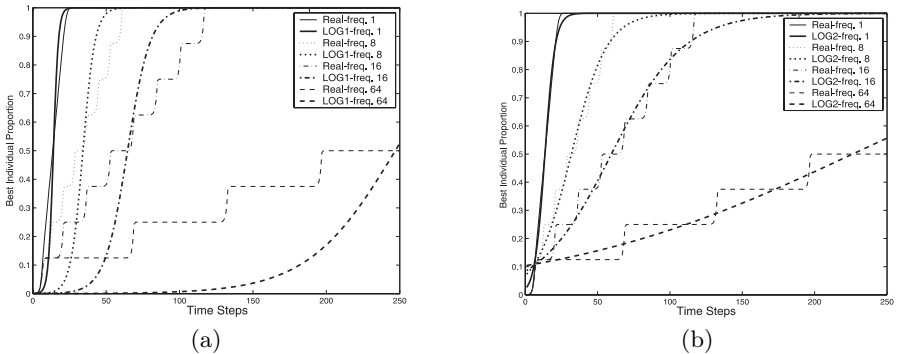 1
0.9
0.8
0.7
0.6
0.5
0.4
0.3
0.2
0.1
0
Best Individual Proportion
0 50 100 150 200 250
Time Steps
Real-freq. 1
LOG1-freq. 1
Real-freq. 8
LOG1-freq. 8
Real-freq. 16
LOG1-freq. 16
Real-freq. 64
LOG1-freq. 64
(a)
1
0.9
0.8
0.7
0.6
0.5
0.4
0.3
0.2
0.1
0
Best Individual Proportion
0 50 100 150 200 250
Time Steps
Real-freq. 1
LOG2-freq. 1
Real-freq. 8
LOG2-freq. 8
Real-freq. 16
LOG2-freq. 16
Real-freq. 64
LOG2-freq. 64
(b)